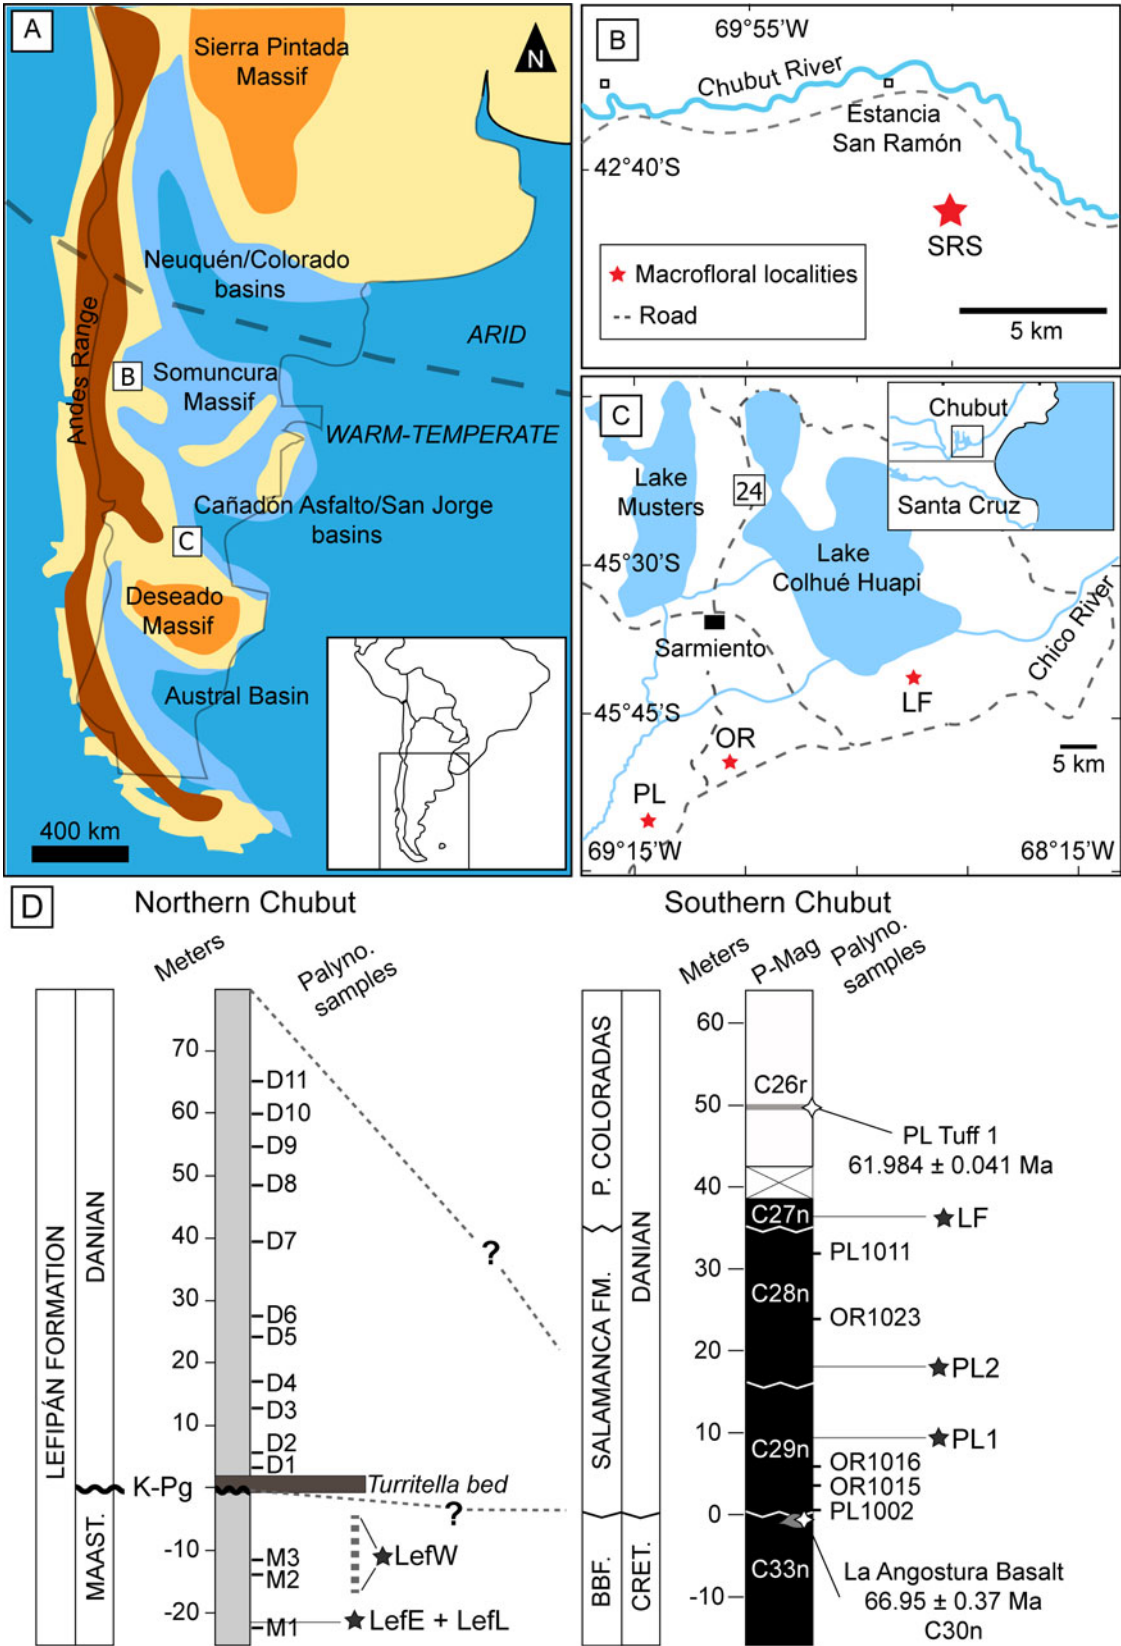 A
Sierra Pintada
Massif
N
Neuquén/Colorado
basins
ARID
Andes Range
B
Somuncura
Massif
WARM-TEMPERATE
Cañadón Asfalto/San Jorge
basins
C
Deseado
Massif
Austral Basin
400 km
B
69°55'W
Chubut River
Estancia
San Ramón
42°40'S
SRS
Macrofloral localities
Road
5 km
C
Chubut
Santa Cruz
Lake
Musters
24
45°30'S
Lake
Colhué Huapi
Chico River
Sarmiento
LF
45°45'S
OR
5 km
PL
69°15'W
68°15'W
D
Northern Chubut
Meters
Palyno.
samples
LEFIPÁN FORMATION
DANIAN
MAAST.
70
60
50
40
30
20
10
K-Pg
-10
-20
D11
D10
D9
D8
D7
D6
D5
D4
D3
D2
D1
Turritella bed
M3
M2
M1
LefW
LefE + LefL
?
?
Southern Chubut
Meters
P-Mag
Palyno.
samples
P. COLORADAS
SALAMANCA FM.
BBF.
DANIAN
CRET.
60
50
40
30
20
10
0
-10
C26r
C27n
C28n
C29n
C33n
PL Tuff 1
61.984 ± 0.041 Ma
LF
PL1011
OR1023
PL2
PL1
OR1016
OR1015
PL1002
La Angostura Basalt
66.95 ± 0.37 Ma
C30n